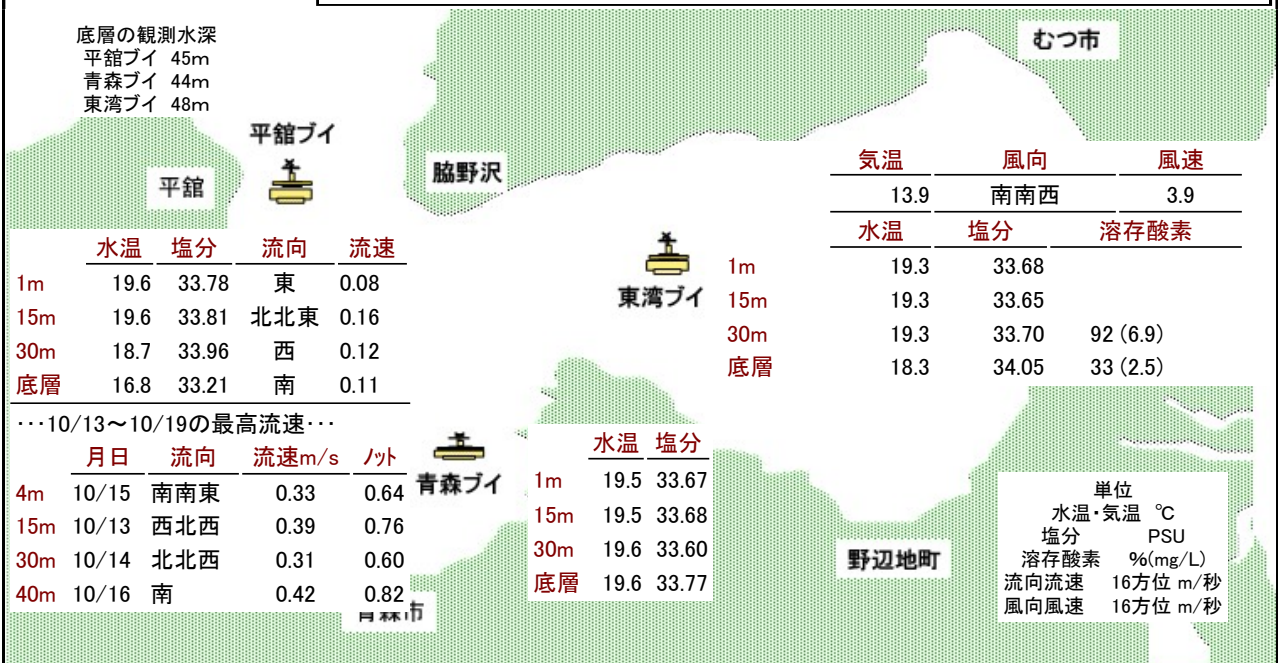 底層の観測水深
平舘ブイ 45m
青森ブイ 44m
東湾ブイ 48m
むつ市
平舘ブイ
脇野沢
平舘
気温 風向 風速
13.9 南南西 3.9
水温 塩分 溶存酸素
1m 19.3 33.68
15m 19.3 33.65
30m 19.3 33.70 92 (6.9)
底層 18.3 34.05 33 (2.5)
東湾ブイ
水温 塩分 流向 流速
1m 19.6 33.78 東 0.08
15m 19.6 33.81 北北東 0.16
30m 18.7 33.96 西 0.12
底層 16.8 33.21 南 0.11
･･･10/13～10/19の最高流速･･･
月日 流向 流速m/s ノット
4m 10/15 南南東 0.33 0.64
15m 10/13 西北西 0.39 0.76
30m 10/14 北北西 0.31 0.60
40m 10/16 南 0.42 0.82
青森ブイ
水温 塩分
1m 19.5 33.67
15m 19.5 33.68
30m 19.6 33.60
底層 19.6 33.77
青森市
野辺地町
単位
水温･気温 ℃
塩分 PSU
溶存酸素 %(mg/L)
流向流速 16方位 m/秒
風向風速 16方位 m/秒